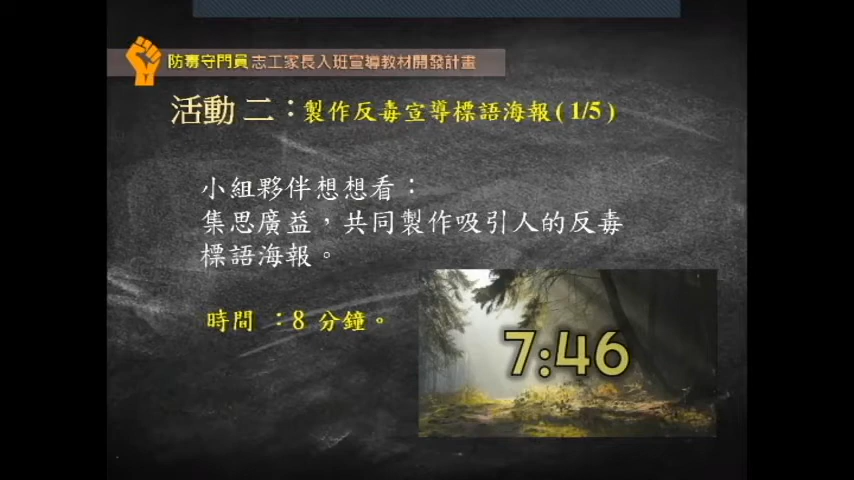 防毒守門員志工家長入班宣導教材開發計畫
活動二：製作反毒宣導標語海報(1/5)
小組夥伴想想看：
集思廣益，共同製作吸引人的反毒
標語海報。
時間：8 分鐘。
7:46